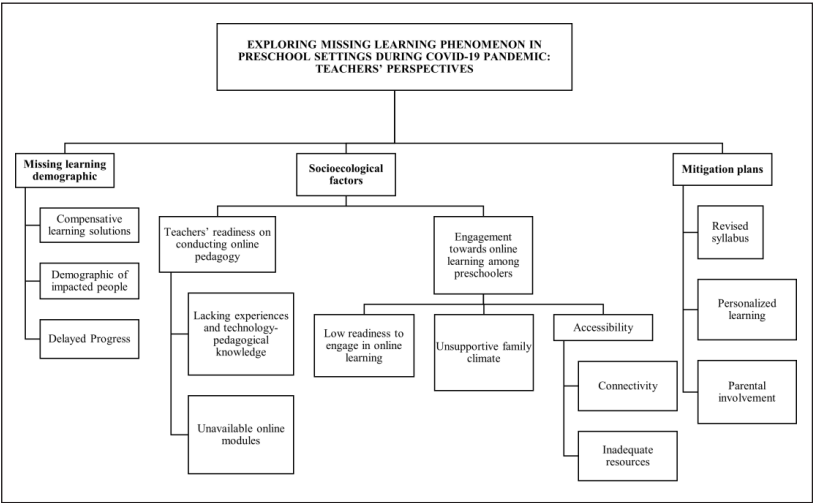 EXPLORING MISSING LEARNING PHENOMENON IN
PRESCHOOL SETTINGS DURING COVID-19 PANDEMIC:
TEACHERS' PERSPECTIVES
Missing learning
demographic
Compensative
learning solutions
Demographic of
impacted people
Delayed Progress
Socioecological
factors
Teachers' readiness on
conducting online
pedagogy
Lacking experiences
and technology-
pedagogical
knowledge
Unavailable online
modules
Engagement
towards online
learning among
preschoolers
Low readiness to
engage in online
learning
Unsupportive family
climate
Accessibility
Connectivity
Inadequate
resources
Mitigation plans
Revised
syllabus
Personalized
learning
Parental
involvement